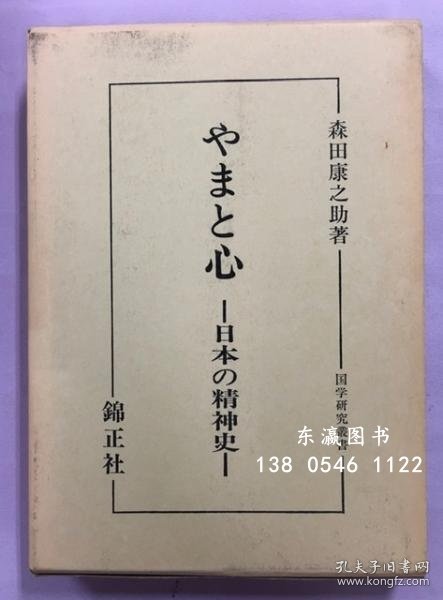 森田康之助著
国学研究叢書
やまと心
―日本の精神史―
錦正社
东瀛图书
138 0546 1122
孔夫子旧书网
www.kongfz.com